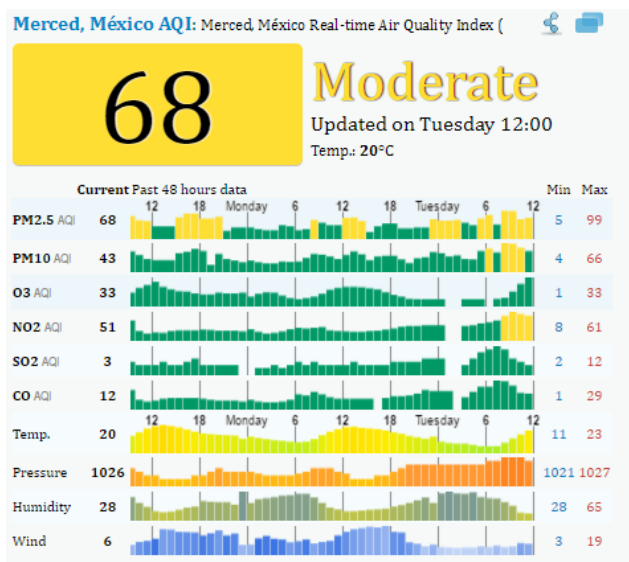 Merced, México AQI: Merced, México Real-time Air Quality Index (
68
Moderate
Updated on Tuesday 12:00
Temp.: 20°C
Current Past 48 hours data Min Max
12 18 Monday 6 12 18 Tuesday 6 12
PM2.5 AQI 68 5 99
PM10 AQI 43 4 66
O3 AQI 33 1 33
NO2 AQI 51 8 61
SO2 AQI 3 2 12
CO AQI 12 1 29
12 18 Monday 6 12 18 Tuesday 6 12
Temp. 20 11 23
Pressure 1026 1021 1027
Humidity 28 28 65
Wind 6 3 19